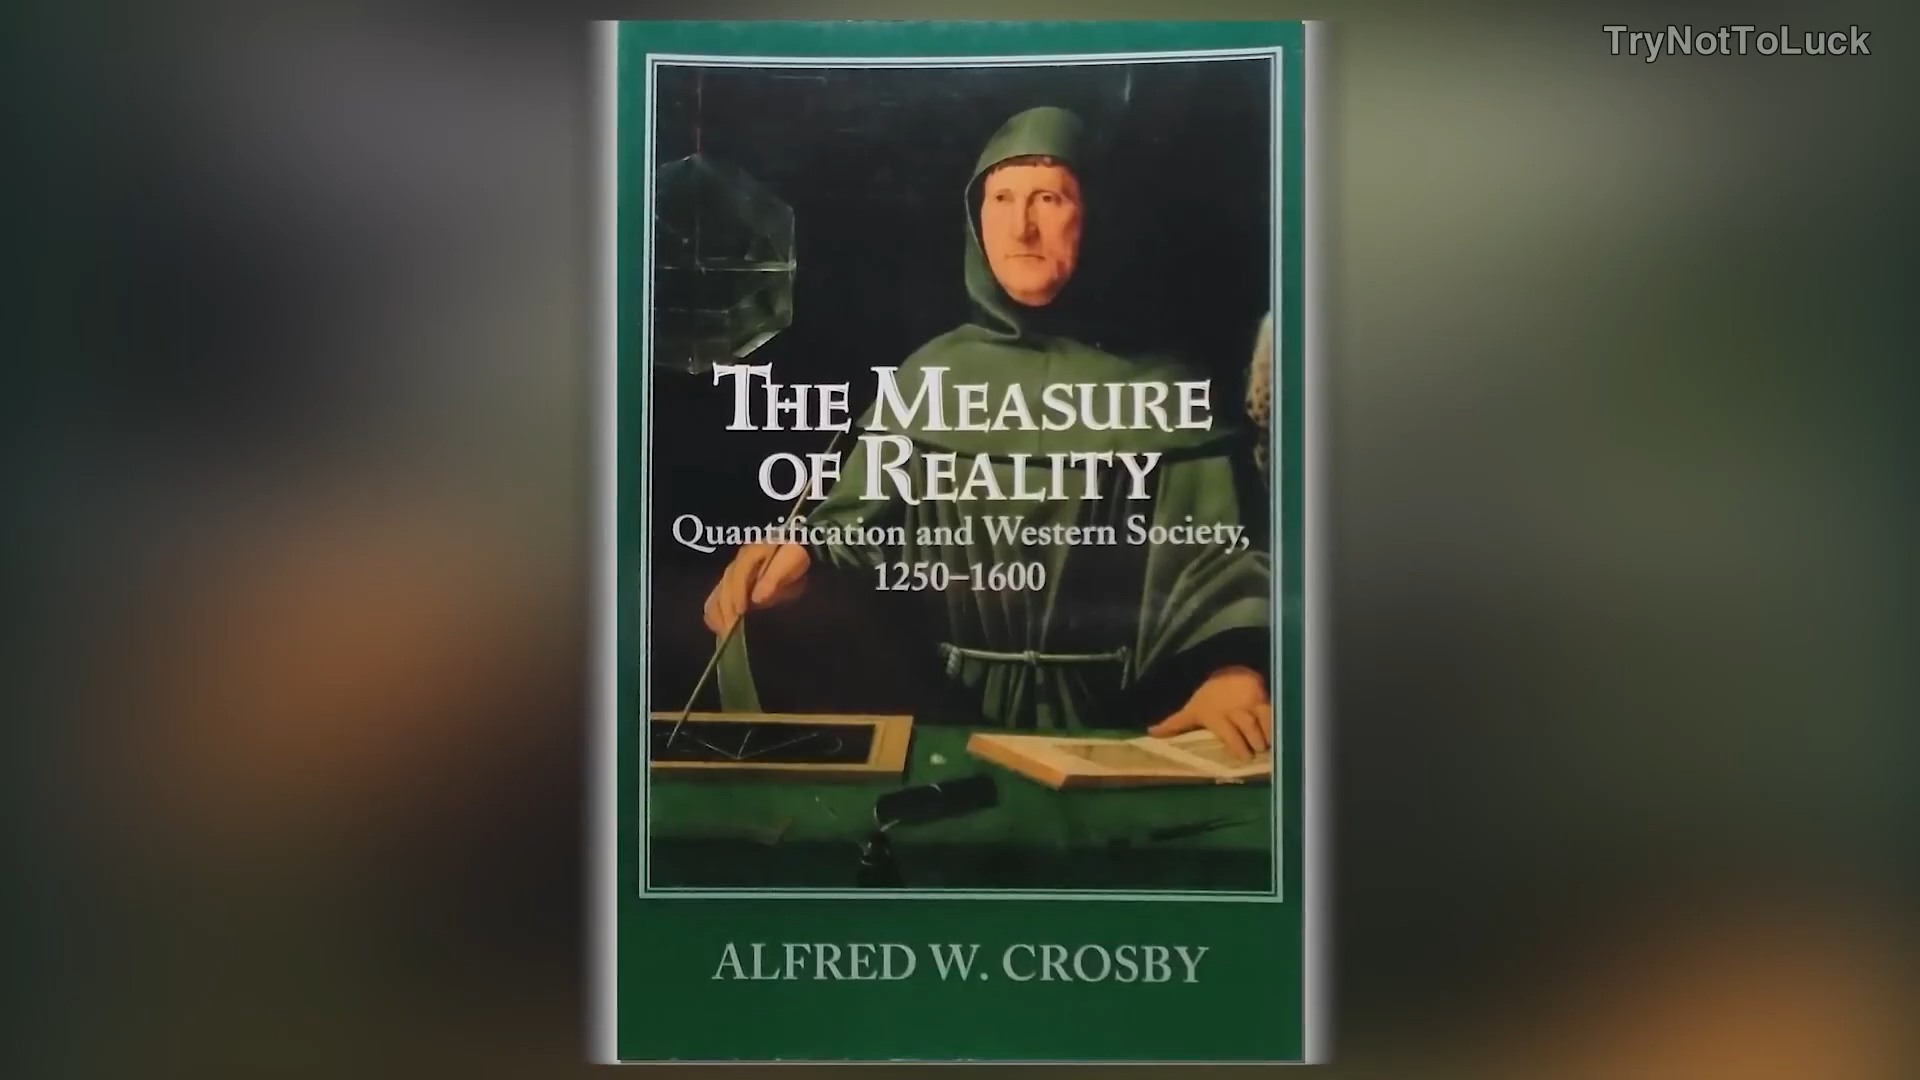 TryNotToLuck
THE MEASURE
OF REALITY
Quantification and Western Society,
1250–1600
ALFRED W. CROSBY